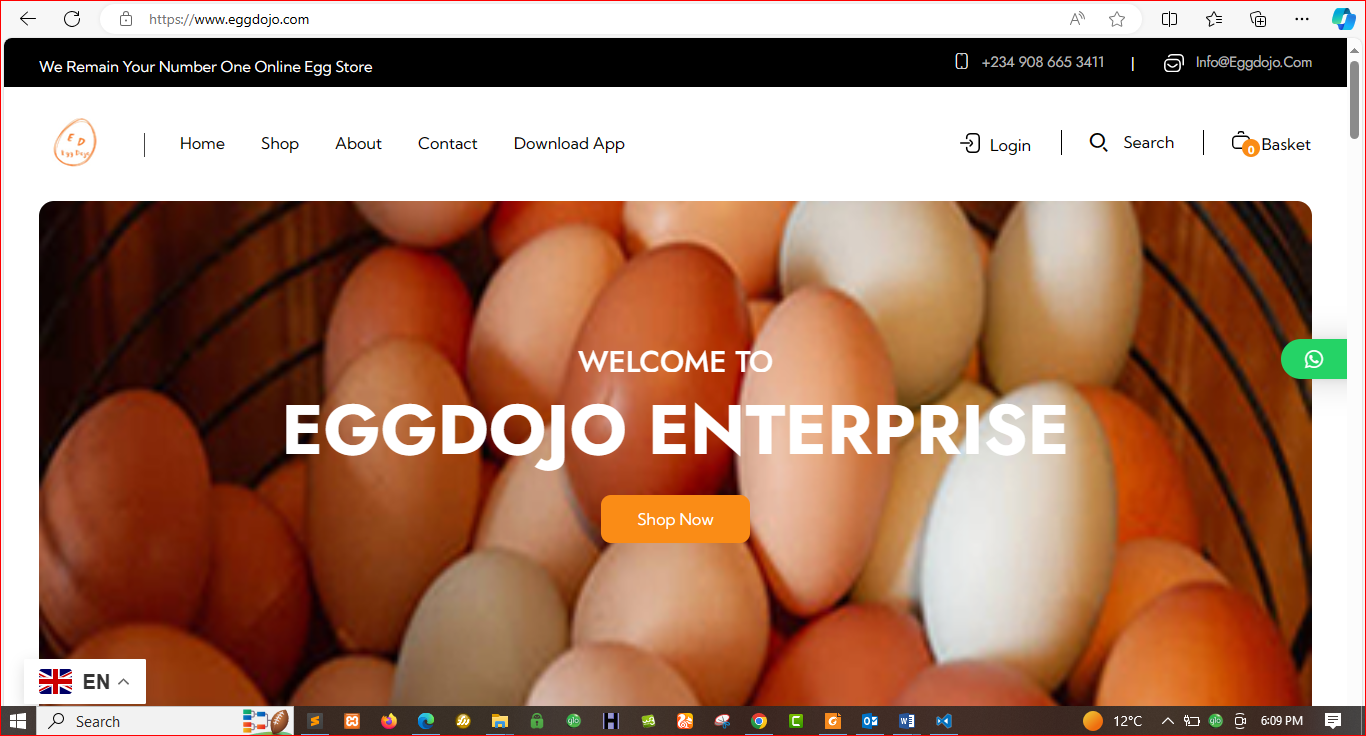 https://www.eggdojo.com
We Remain Your Number One Online Egg Store
+234 908 665 3411 | Info@Eggdojo.Com
E D
Egg Dojo
Home Shop About Contact Download App
Login Search 0 Basket
WELCOME TO
EGGDOJO ENTERPRISE
Shop Now
EN
Search
12°C
6:09 PM